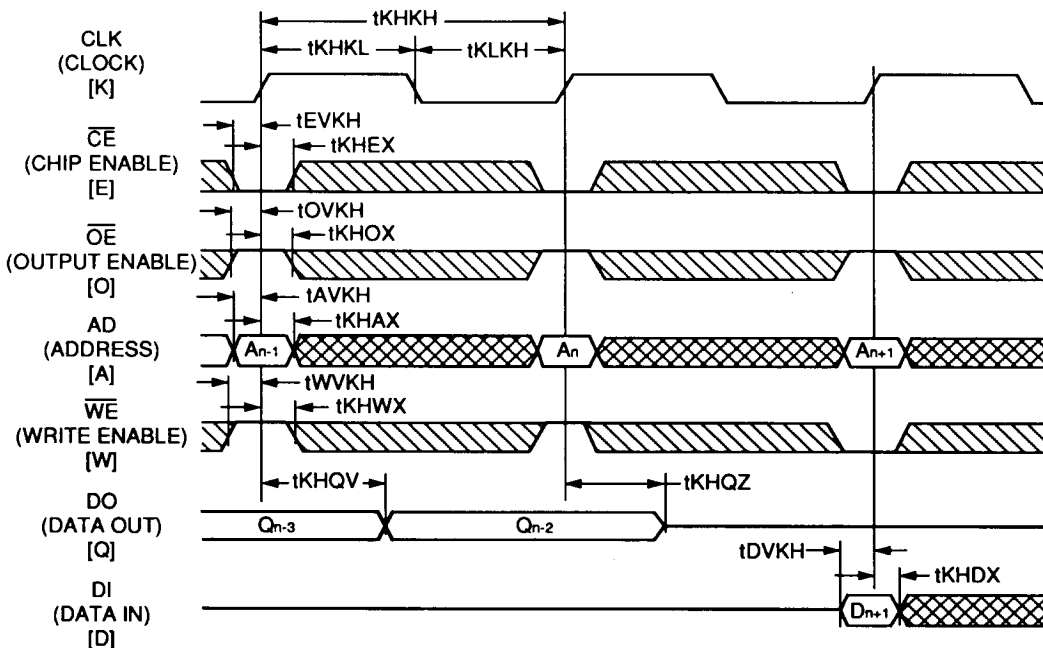 tKHKH
CLK
(CLOCK)
[K]
tKHKL
tKLKH
CE
(CHIP ENABLE)
[E]
tEVKH
tKHEX
OE
(OUTPUT ENABLE)
[O]
tOVKH
tKHOX
AD
(ADDRESS)
[A]
tAVKH
tKHAX
An-1
An
An+1
WE
(WRITE ENABLE)
[W]
tWVKH
tKHWX
DO
(DATA OUT)
[Q]
tKHQV
tKHQZ
Qn-3
Qn-2
DI
(DATA IN)
[D]
tDVKH
tKHDX
Dn+1